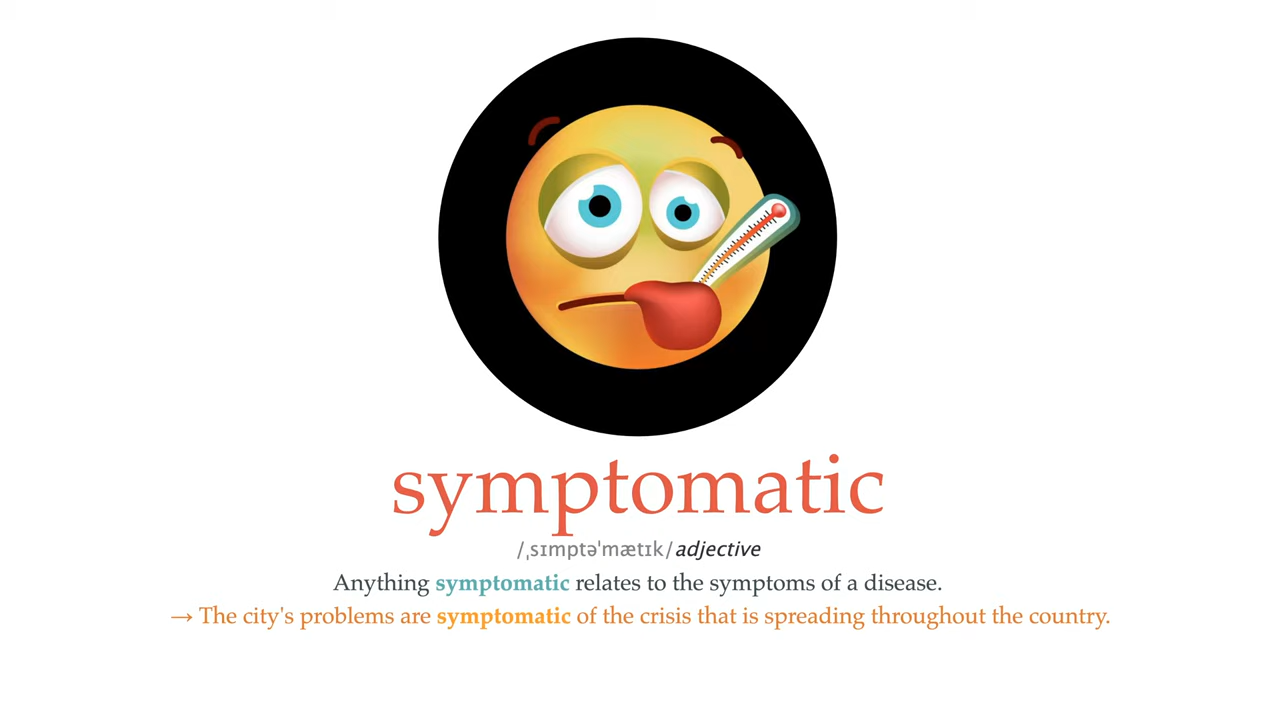 symptomatic
/ˌsɪmptəˈmætɪk/adjective
Anything symptomatic relates to the symptoms of a disease.
→ The city's problems are symptomatic of the crisis that is spreading throughout the country.